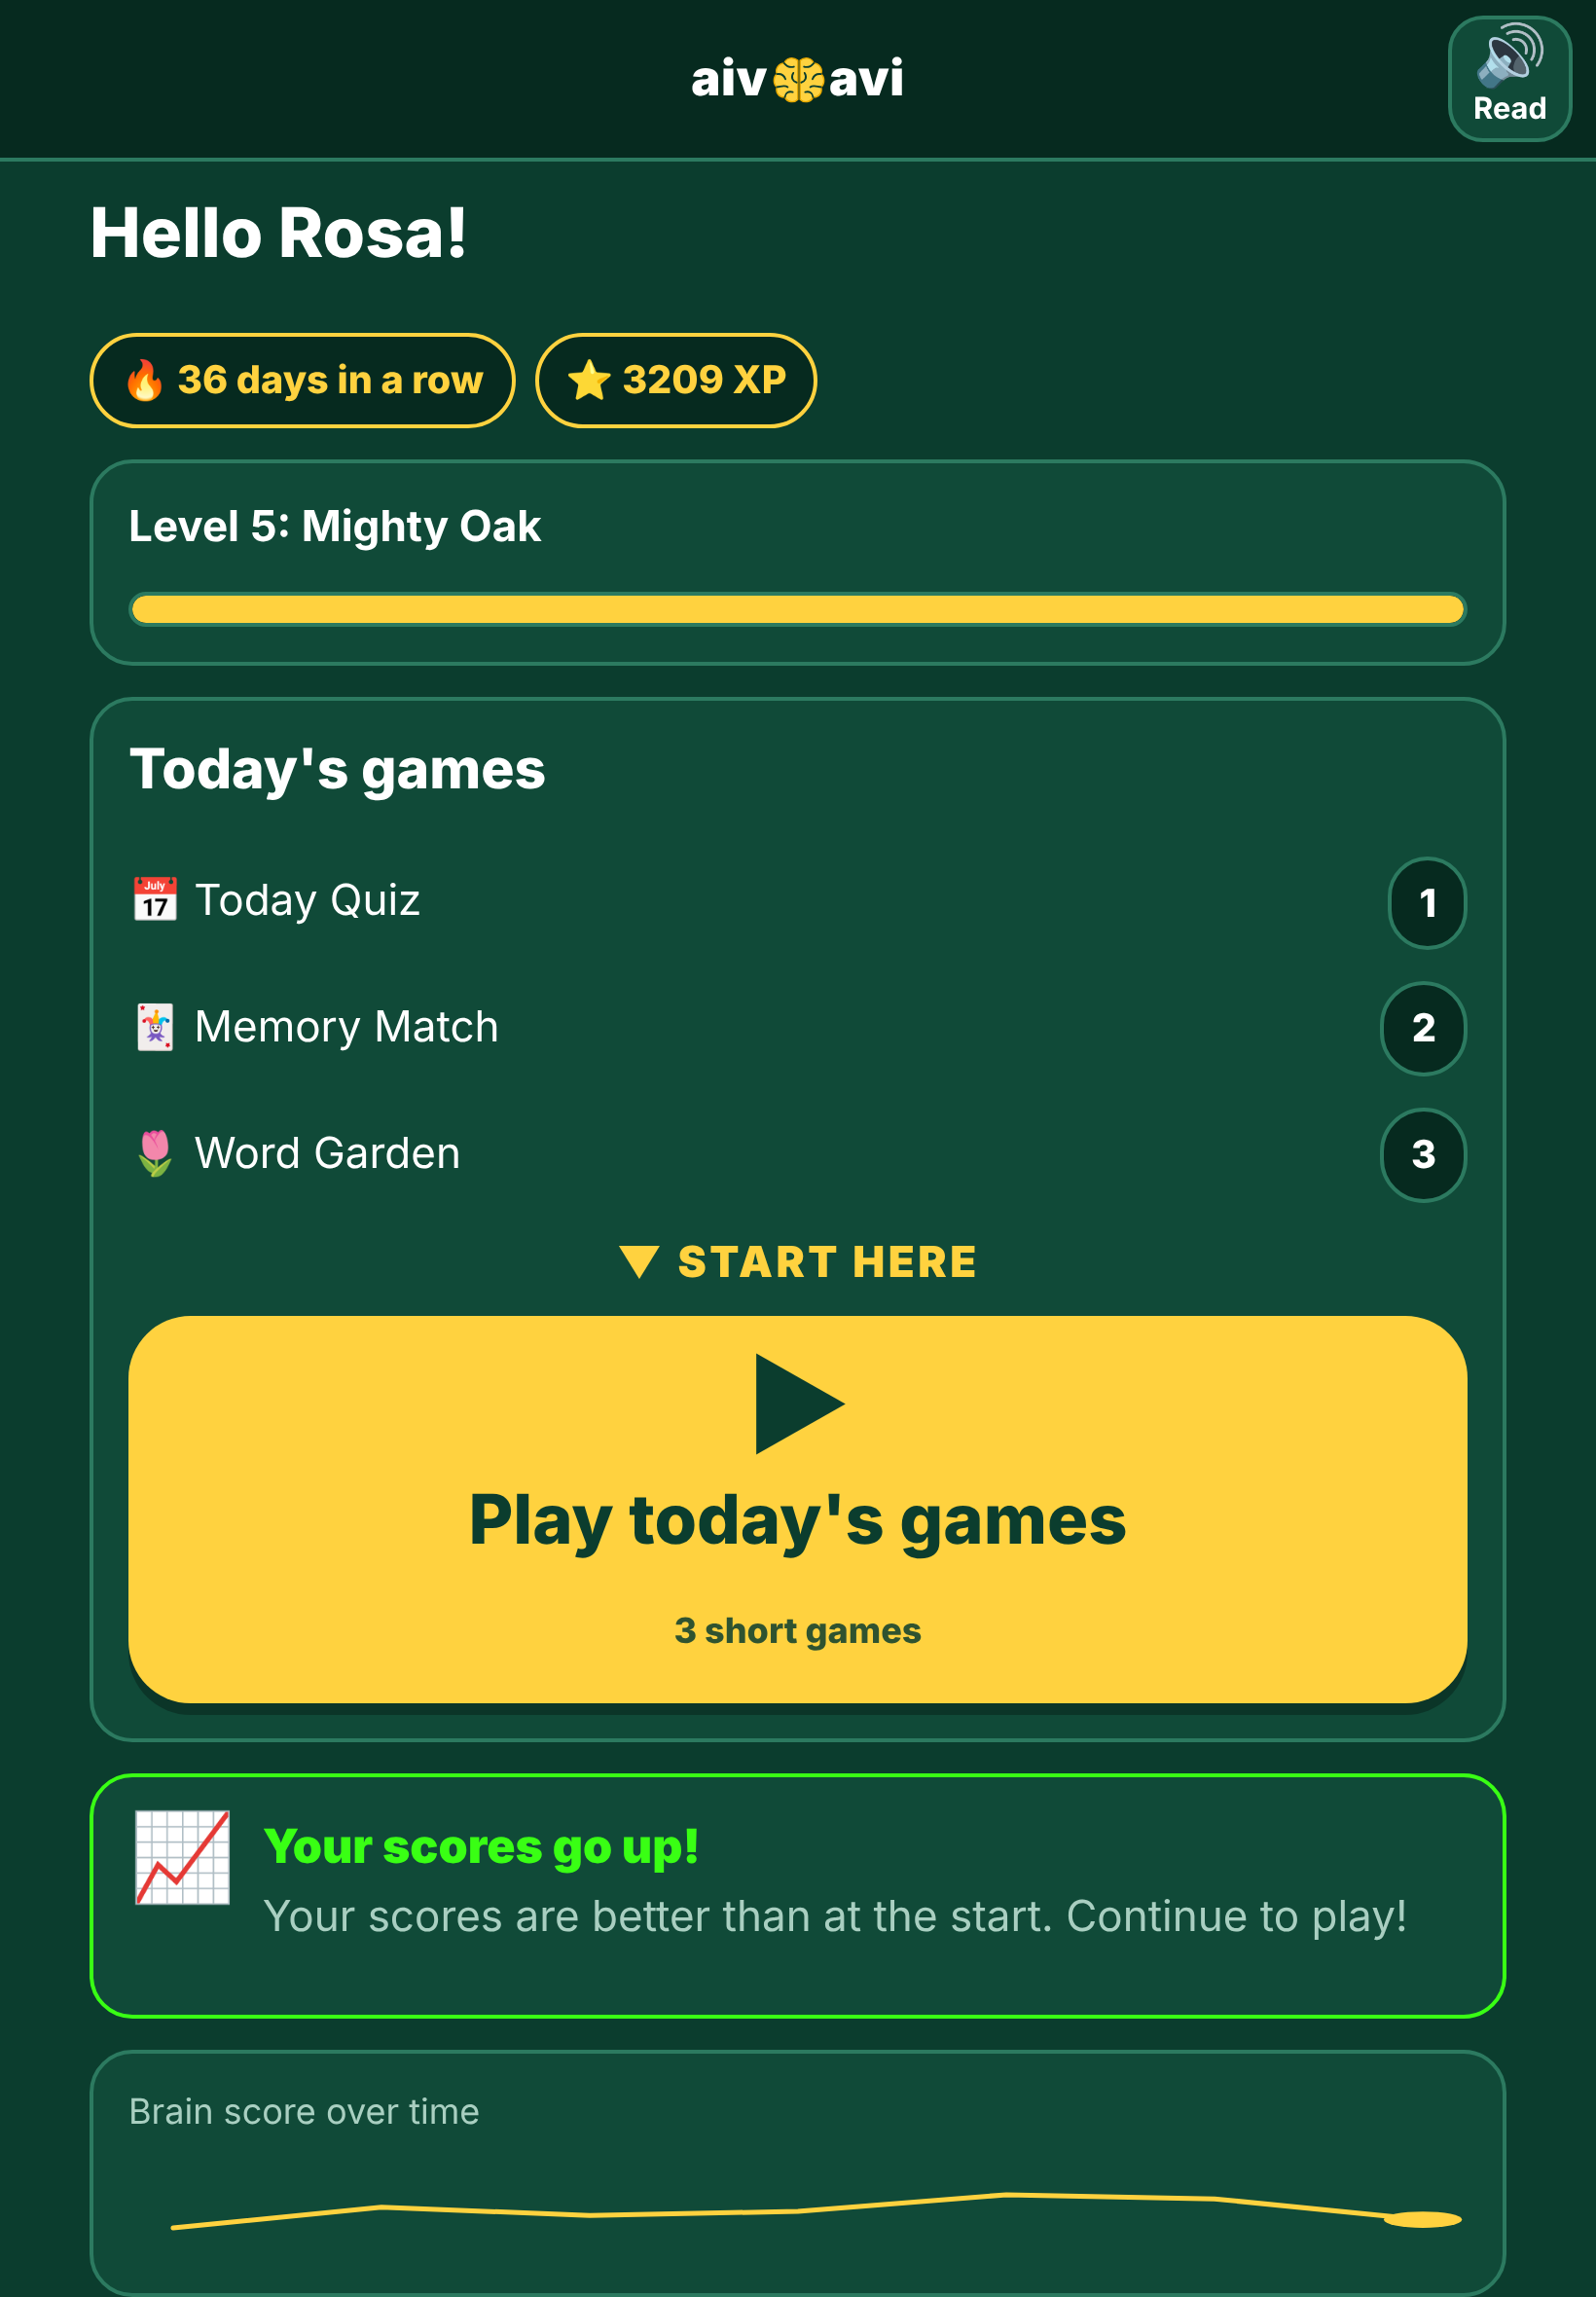 aiv🧠avi
Read
Hello Rosa!
🔥 36 days in a row
⭐ 3209 XP
Level 5: Mighty Oak
Today's games
📅 Today Quiz
1
🃏 Memory Match
2
🌷 Word Garden
3
▼ START HERE
Play today's games
3 short games
Your scores go up!
Your scores are better than at the start. Continue to play!
Brain score over time